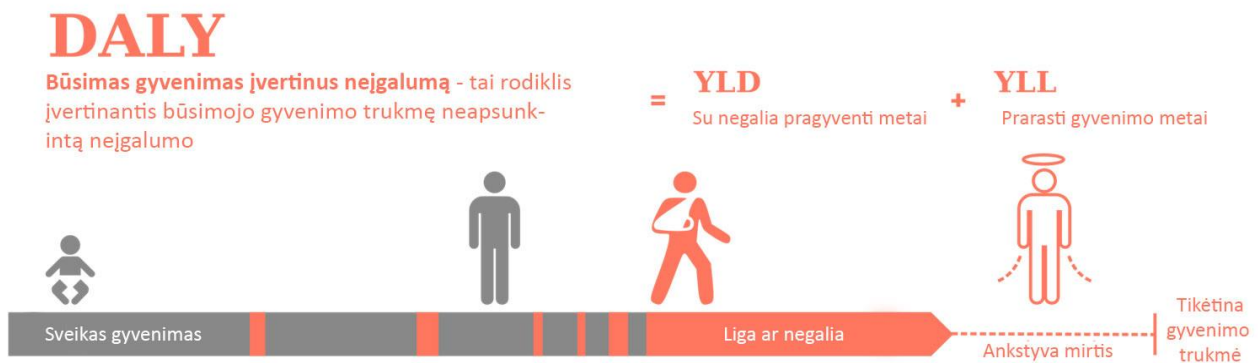 DALY
Būsimas gyvenimas įvertinus neįgalumą - tai rodiklis
įvertinantis būsimojo gyvenimo trukmę neapsunk-
intą neįgalumo
= YLD + YLL
Su negalia pragyventi metai
Prarasti gyvenimo metai
Sveikas gyvenimas
Liga ar negalia
Ankstyva mirtis
Tikėtina
gyvenimo
trukmė